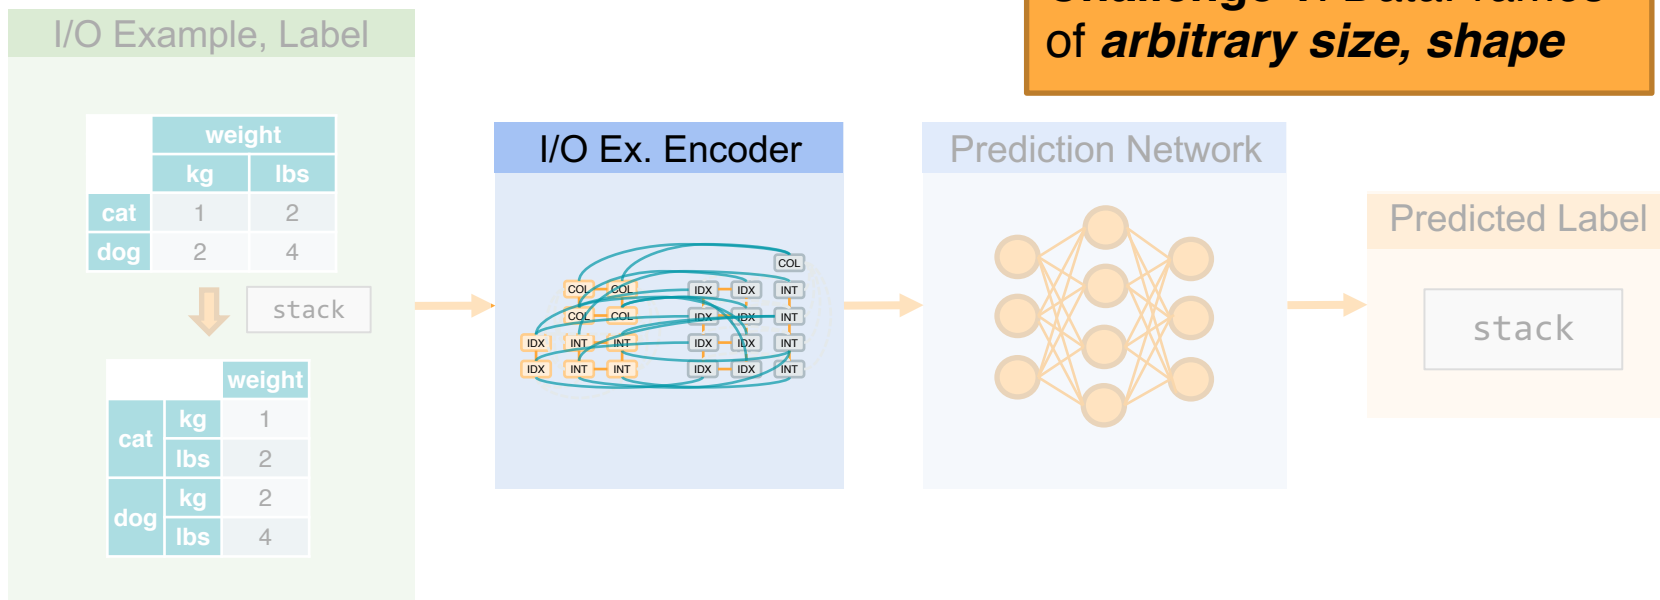 of arbitrary size, shape
I/O Example, Label
weight
kg lbs
cat 1 2
dog 2 4
stack
weight
cat kg 1
lbs 2
dog kg 2
lbs 4
I/O Ex. Encoder
COL
COL COL IDX IDX INT
COL COL IDX IDX INT
IDX INT INT IDX IDX INT
IDX INT INT IDX IDX INT
Prediction Network
Predicted Label
stack